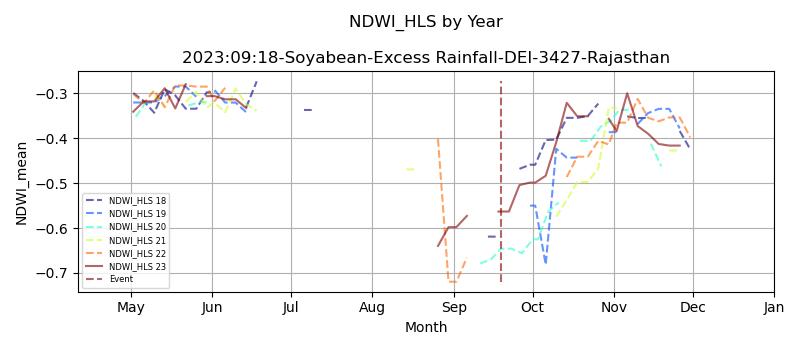 NDWI_HLS by Year
2023:09:18-Soyabean-Excess Rainfall-DEI-3427-Rajasthan
NDWI_mean
−0.3
−0.4
−0.5
−0.6
−0.7
NDWI_HLS 18
NDWI_HLS 19
NDWI_HLS 20
NDWI_HLS 21
NDWI_HLS 22
NDWI_HLS 23
Event
May Jun Jul Aug Sep Oct Nov Dec Jan
Month